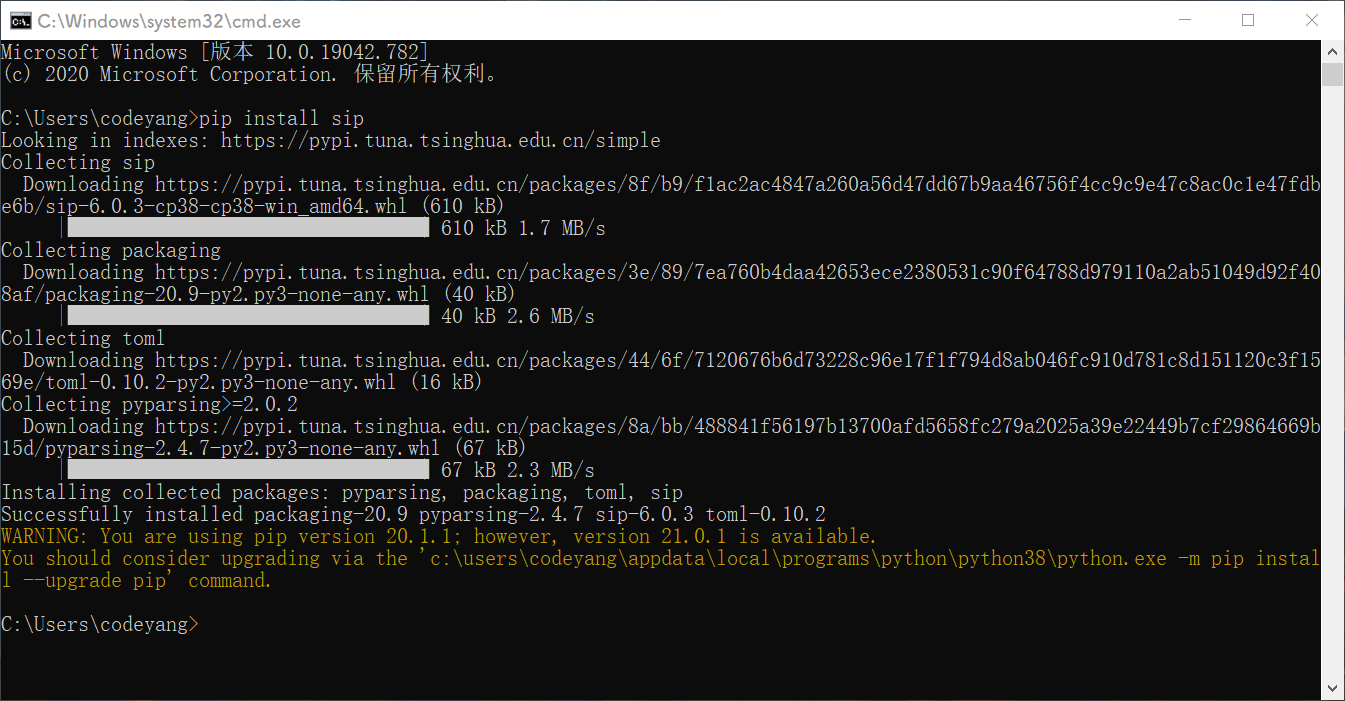 C:\Windows\system32\cmd.exe
Microsoft Windows [版本 10.0.19042.782]
(c) 2020 Microsoft Corporation. 保留所有权利。
C:\Users\codeyang>pip install sip
Looking in indexes: https://pypi.tuna.tsinghua.edu.cn/simple
Collecting sip
Downloading https://pypi.tuna.tsinghua.edu.cn/packages/8f/b9/f1ac2ac4847a260a56d47dd67b9aa46756f4cc9c9e47c8ac0c1e47fdb
e6b/sip-6.0.3-cp38-cp38-win_amd64.whl (610 kB)
610 kB 1.7 MB/s
Collecting packaging
Downloading https://pypi.tuna.tsinghua.edu.cn/packages/3e/89/7ea760b4daa42653ece2380531c90f64788d979110a2ab51049d92f40
8af/packaging-20.9-py2.py3-none-any.whl (40 kB)
40 kB 2.6 MB/s
Collecting toml
Downloading https://pypi.tuna.tsinghua.edu.cn/packages/44/6f/7120676b6d73228c96e17f1f794d8ab046fc910d781c8d151120c3f15
69e/toml-0.10.2-py2.py3-none-any.whl (16 kB)
Collecting pyparsing>=2.0.2
Downloading https://pypi.tuna.tsinghua.edu.cn/packages/8a/bb/488841f56197b13700afd5658fc279a2025a39e22449b7cf29864669b
15d/pyparsing-2.4.7-py2.py3-none-any.whl (67 kB)
67 kB 2.3 MB/s
Installing collected packages: pyparsing, packaging, toml, sip
Successfully installed packaging-20.9 pyparsing-2.4.7 sip-6.0.3 toml-0.10.2
WARNING: You are using pip version 20.1.1; however, version 21.0.1 is available.
You should consider upgrading via the 'c:\users\codeyang\appdata\local\programs\python\python38\python.exe -m pip instal
l --upgrade pip' command.
C:\Users\codeyang>